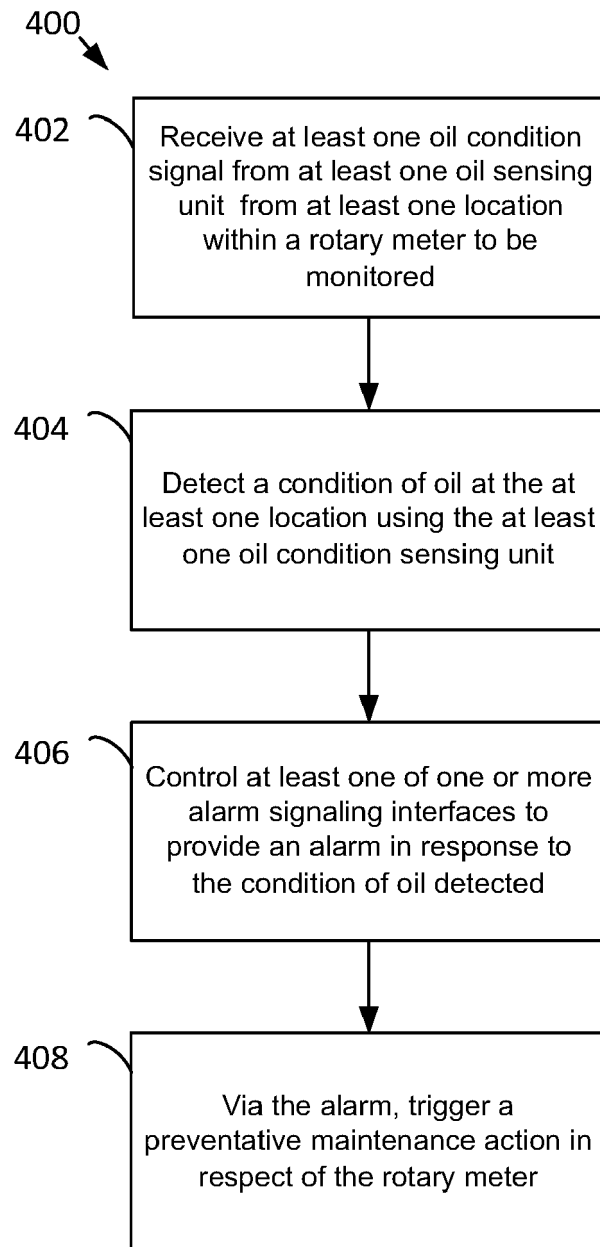 400
402
Receive at least one oil condition
signal from at least one oil sensing
unit from at least one location
within a rotary meter to be
monitored
404
Detect a condition of oil at the at
least one location using the at least
one oil condition sensing unit
406
Control at least one of one or more
alarm signaling interfaces to
provide an alarm in response to
the condition of oil detected
408
Via the alarm, trigger a
preventative maintenance action in
respect of the rotary meter